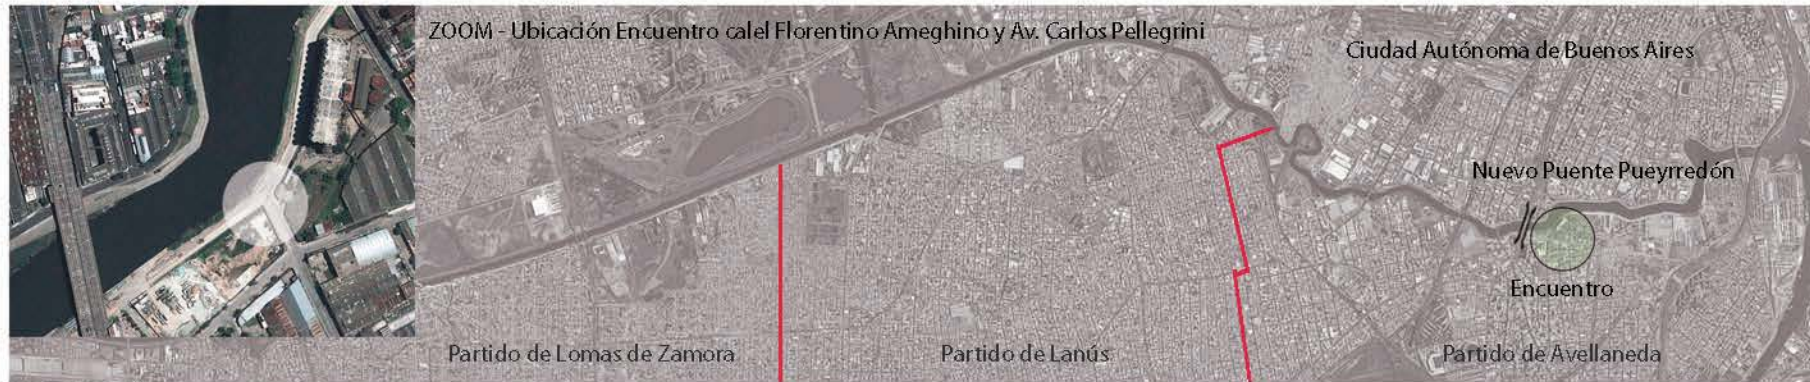 ZOOM - Ubicación Encuentro calel Florentino Ameghino y Av. Carlos Pellegrini
Ciudad Autónoma de Buenos Aires
Nuevo Puente Pueyrredón
Encuentro
Partido de Lomas de Zamora
Partido de Lanús
Partido de Avellaneda